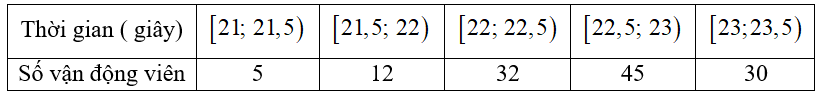 Thời gian ( giây) [21; 21,5) [21,5; 22) [22; 22,5) [22,5; 23) [23;23,5)
Số vận động viên 5 12 32 45 30